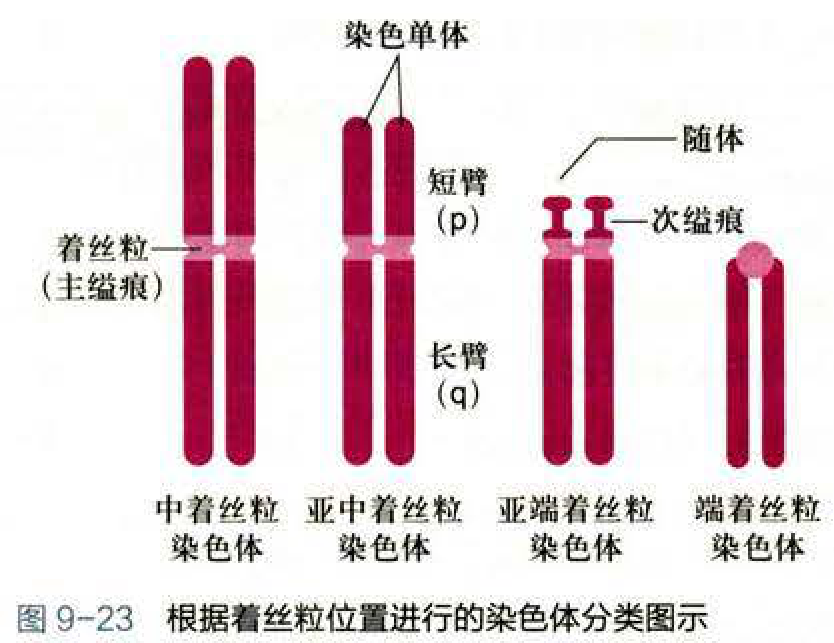 染色单体
随体
短臂
(p)
次缢痕
着丝粒
(主缢痕)
长臂
(q)
中着丝粒
染色体
亚中着丝粒
染色体
亚端着丝粒
染色体
端着丝粒
染色体
图 9-23 根据着丝粒位置进行的染色体分类图示